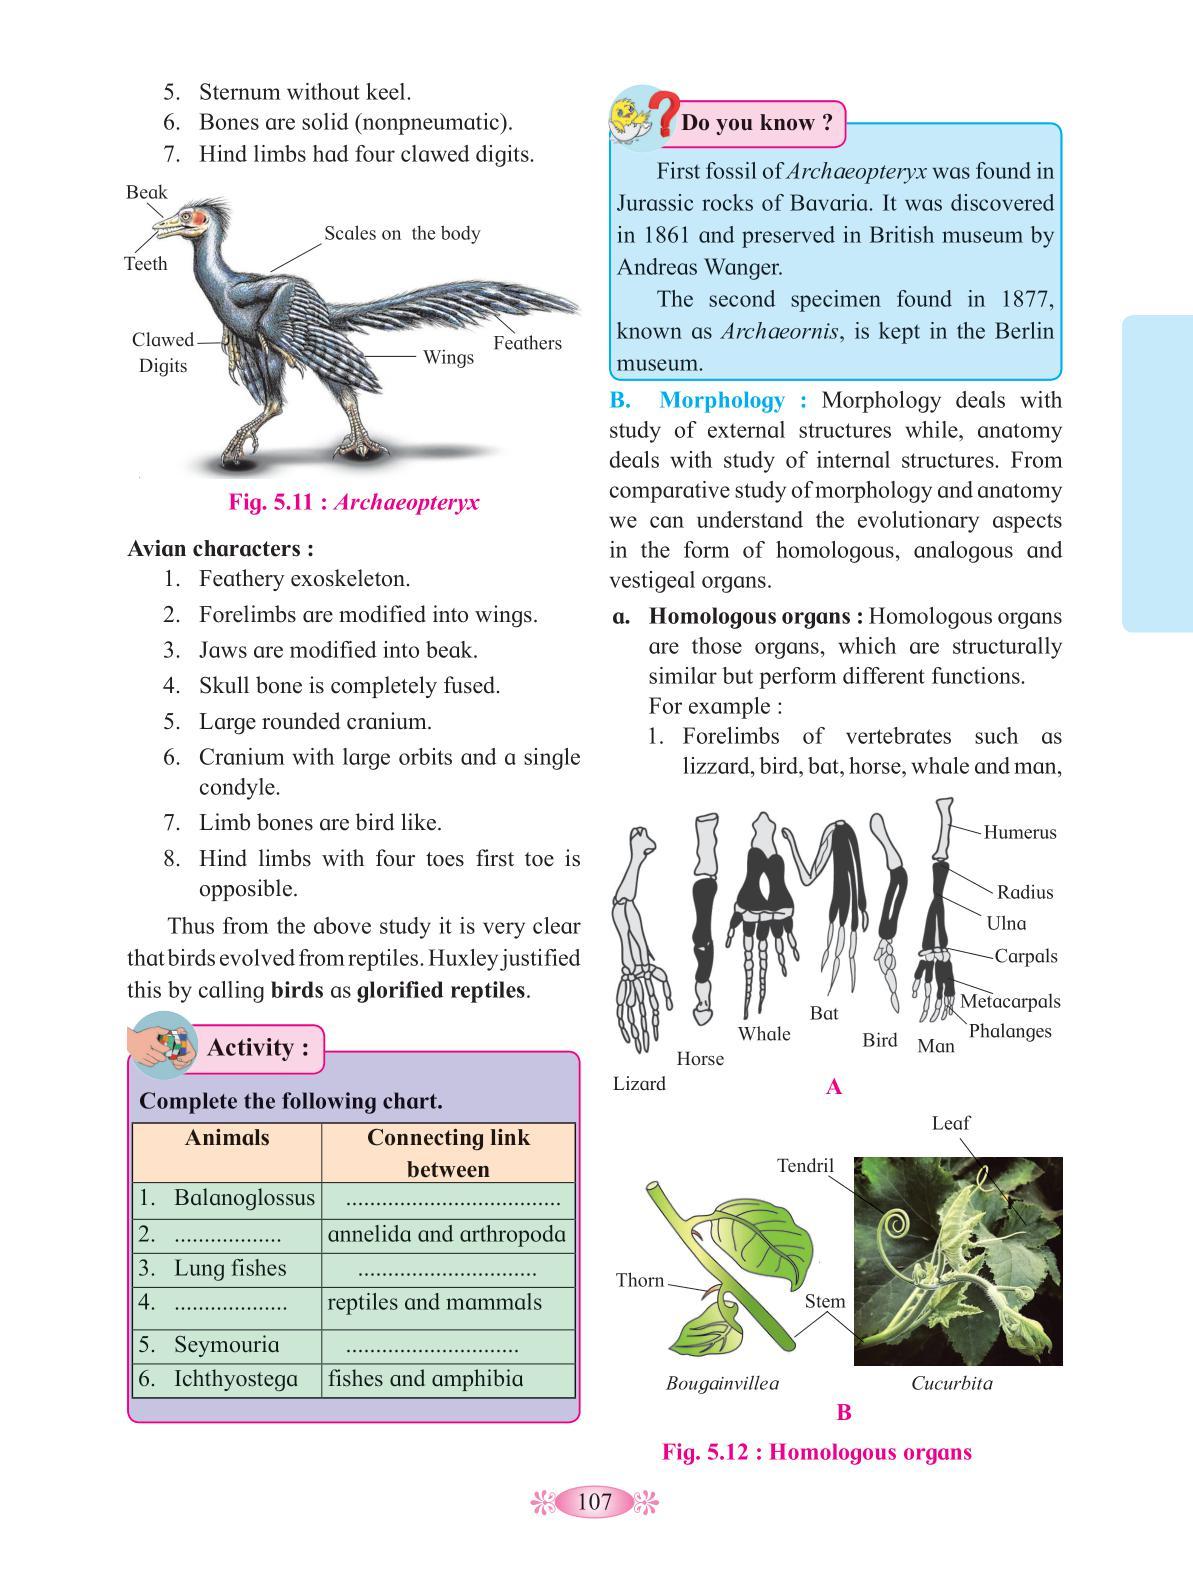 5. Sternum without keel.
6. Bones are solid (nonpneumatic).
7. Hind limbs had four clawed digits.
Beak
Scales on the body
Teeth
Clawed
Digits
Wings
Feathers
Fig. 5.11 : Archaeopteryx
Avian characters :
1. Feathery exoskeleton.
2. Forelimbs are modified into wings.
3. Jaws are modified into beak.
4. Skull bone is completely fused.
5. Large rounded cranium.
6. Cranium with large orbits and a single
condyle.
7. Limb bones are bird like.
8. Hind limbs with four toes first toe is
opposible.
Thus from the above study it is very clear
that birds evolved from reptiles. Huxley justified
this by calling birds as glorified reptiles.
Activity :
Complete the following chart.
Animals
Connecting link
between
1. Balanoglossus ....................................
2. .................. annelida and arthropoda
3. Lung fishes ..............................
4. ................... reptiles and mammals
5. Seymouria .............................
6. Ichthyostega fishes and amphibia
Do you know ?
First fossil of Archaeopteryx was found in
Jurassic rocks of Bavaria. It was discovered
in 1861 and preserved in British museum by
Andreas Wanger.
The second specimen found in 1877,
known as Archaeornis, is kept in the Berlin
museum.
B. Morphology : Morphology deals with
study of external structures while, anatomy
deals with study of internal structures. From
comparative study of morphology and anatomy
we can understand the evolutionary aspects
in the form of homologous, analogous and
vestigeal organs.
a. Homologous organs : Homologous organs
are those organs, which are structurally
similar but perform different functions.
For example :
1. Forelimbs of vertebrates such as
lizzard, bird, bat, horse, whale and man,
Humerus
Radius
Ulna
Carpals
Metacarpals
Phalanges
Bat
Whale
Bird
Man
Horse
Lizard
A
Leaf
Tendril
Thorn
Stem
Bougainvillea
Cucurbita
B
Fig. 5.12 : Homologous organs
107